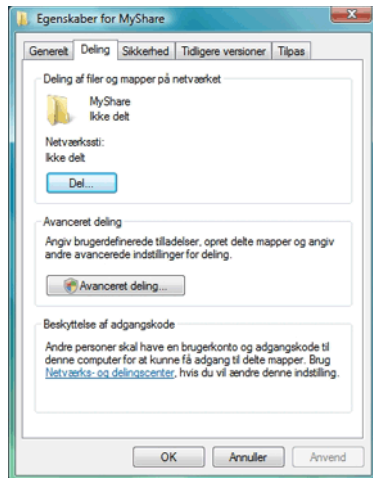 Egenskaber for MyShare
Generelt Deling Sikkerhed Tidligere versioner Tilpas
Deling af filer og mapper på netværket
MyShare
Ikke delt
Netværkssti:
Ikke delt
Del...
Avanceret deling
Angiv brugerdefinerede tilladelser, opret delte mapper og angiv
andre avancerede indstillinger for deling.
Avanceret deling...
Beskyttelse af adgangskode
Andre personer skal have en brugerkonto og adgangskode til
denne computer for at kunne få adgang til delte mapper. Brug
Netværks- og delingscenter, hvis du vil ændre denne indstilling.
OK Annuller Anvend